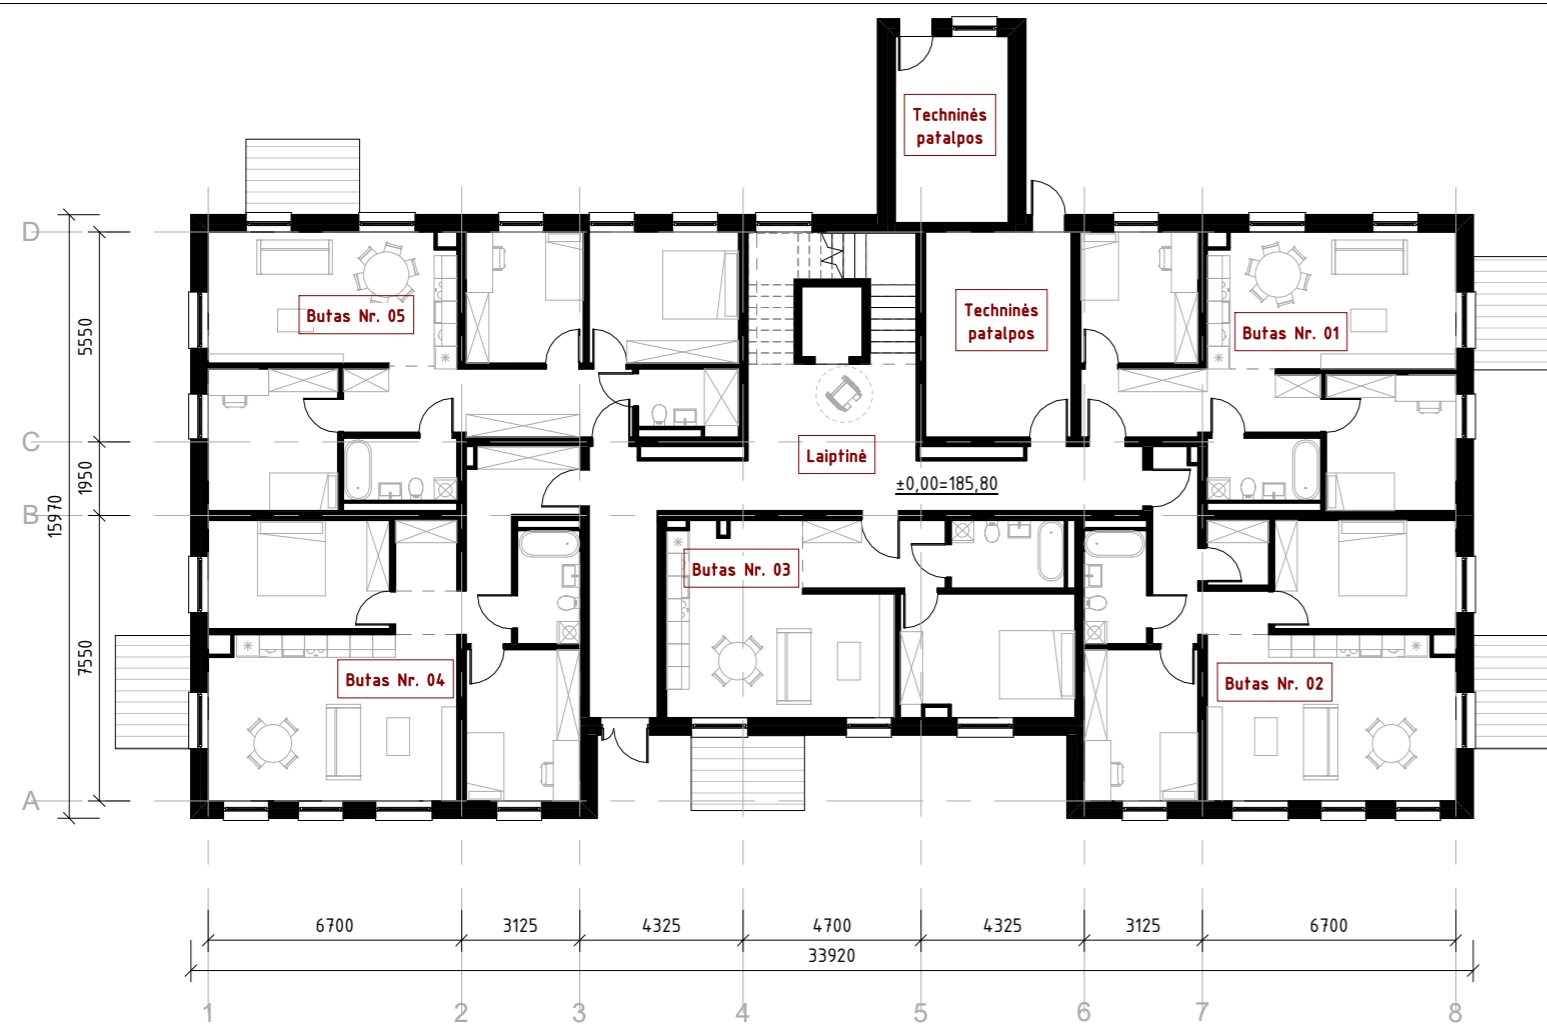 Techninės
patalpos
D
Butas Nr. 05
Techninės
patalpos
Butas Nr. 01
5550
C
Laiptinė
1950
±0,00=185,80
B
15970
Butas Nr. 03
7550
Butas Nr. 04
Butas Nr. 02
A
6700 3125 4325 4700 4325 3125 6700
33920
1 2 3 4 5 6 7 8